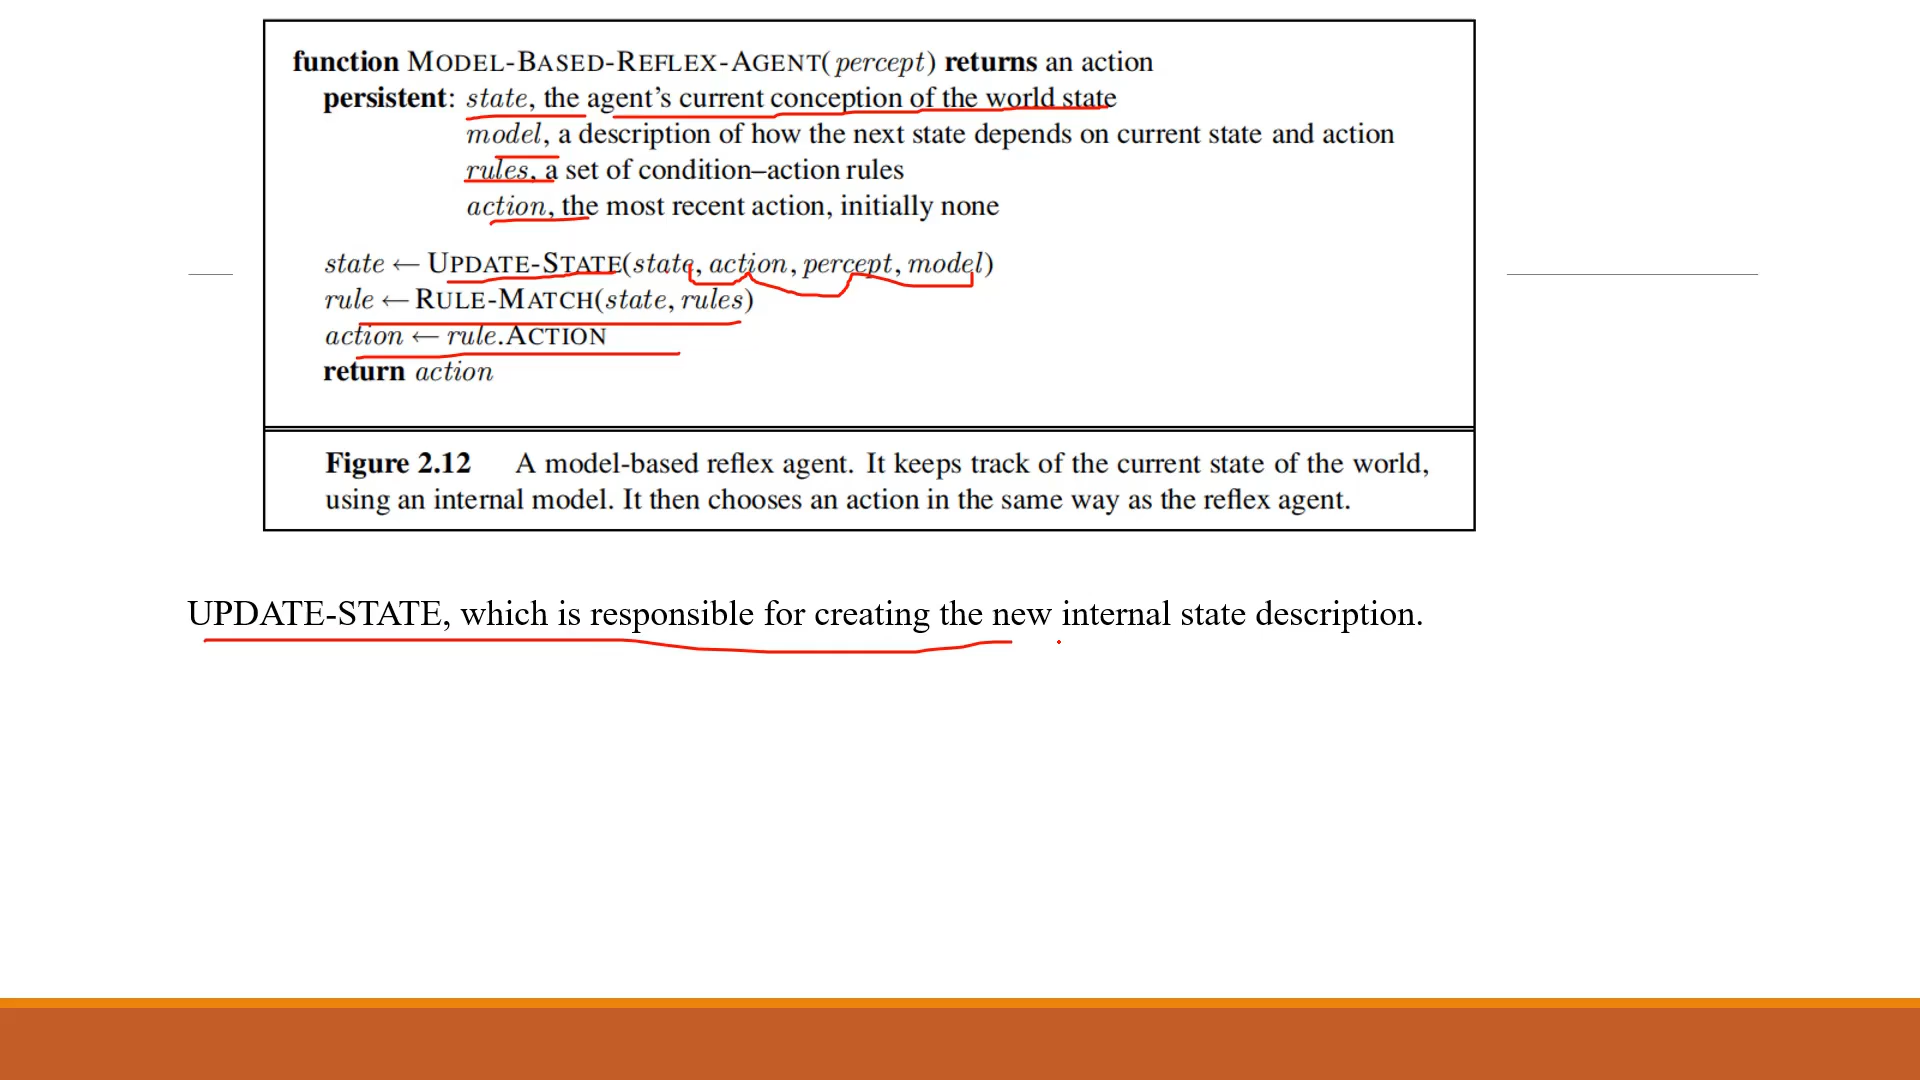 function MODEL-BASED-REFLEX-AGENT(percept) returns an action
persistent: state, the agent's current conception of the world state
model, a description of how the next state depends on current state and action
rules, a set of condition–action rules
action, the most recent action, initially none
state ← UPDATE-STATE(state, action, percept, model)
rule ← RULE-MATCH(state, rules)
action ← rule.ACTION
return action
Figure 2.12 A model-based reflex agent. It keeps track of the current state of the world,
using an internal model. It then chooses an action in the same way as the reflex agent.
UPDATE-STATE, which is responsible for creating the new internal state description.